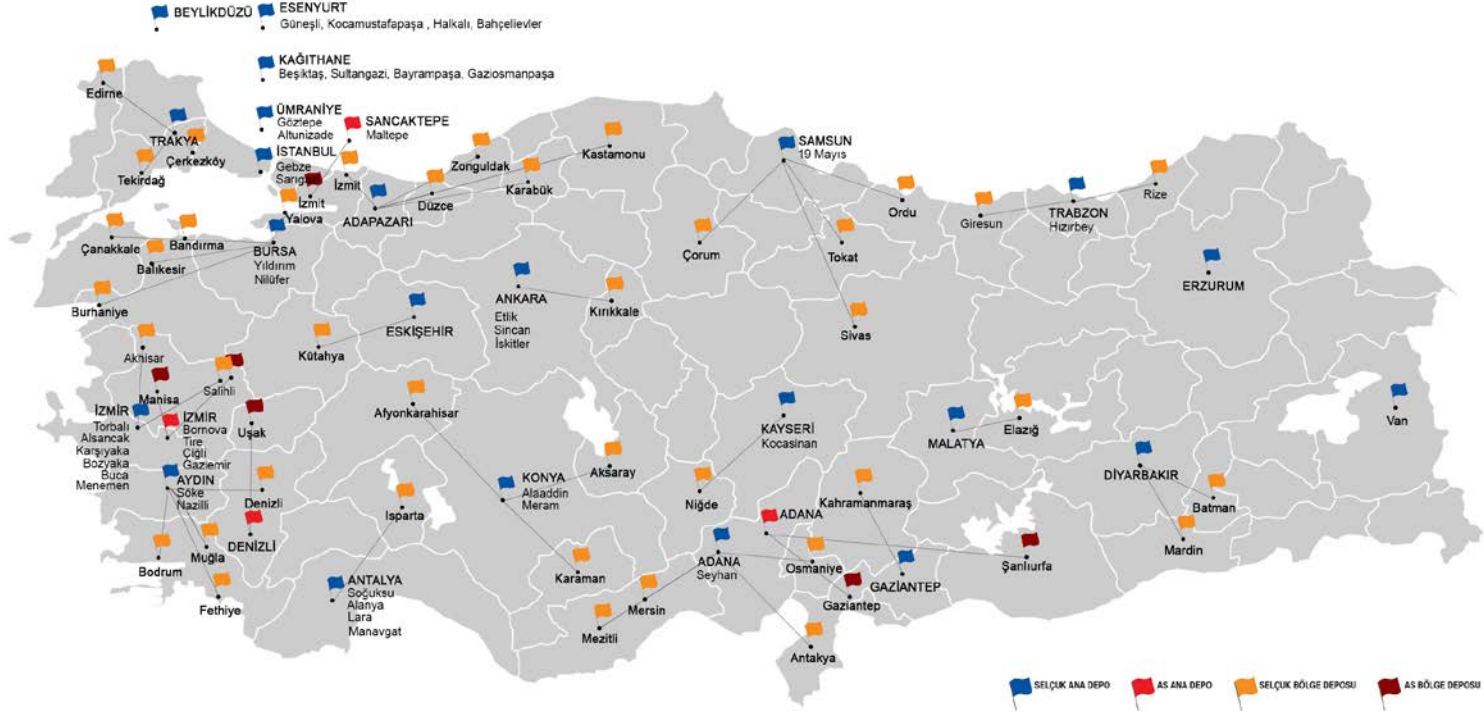 BEYLİKDÜZÜ
ESENYURT
Güneşli, Kocamustafapaşa , Halkalı, Bahçelievler
KAĞITHANE
Beşiktaş, Sultangazi, Bayrampaşa, Gaziosmanpaşa
Edirne
ÜMRANİYE
Göztepe
Altunizade
SANCAKTEPE
Maltepe
TRAKYA
Çerkezköy
Tekirdağ
İSTANBUL
Gebze
İzmit
İzmit
Yalova
ADAPAZARI
Düzce
Zonguldak
Karabük
Kastamonu
SAMSUN
19 Mayıs
Ordu
Giresun
TRABZON
Hızırbey
Rize
Çanakkale
Bandırma
Balıkesir
Burhaniye
BURSA
Yıldırım
Nilüfer
Çorum
Tokat
Sivas
ERZURUM
ANKARA
Etlik
Sincan
İskitler
Kırıkkale
ESKİŞEHİR
Kütahya
Akhisar
Manisa
Salihli
Uşak
Afyonkarahisar
İZMİR
Torbalı
Alsancak
Karşıyaka
Bozyaka
Buca
Menemen
İZMİR
Bornova
Tire
Çiğli
Gaziemir
AYDIN
Söke
Nazilli
Denizli
DENİZLİ
Bodrum
Muğla
Fethiye
Isparta
ANTALYA
Soğuksu
Alanya
Lara
Manavgat
KONYA
Alaaddin
Meram
Aksaray
Karaman
KAYSERİ
Kocasinan
Niğde
MALATYA
Elazığ
Van
DİYARBAKIR
Batman
Mardin
Kahramanmaraş
ADANA
ADANA
Seyhan
Osmaniye
GAZİANTEP
Gaziantep
Şanlıurfa
Mersin
Mezitli
Antakya
SELÇUK ANA DEPO
AS ANA DEPO
SELÇUK BÖLGE DEPOSU
AS BÖLGE DEPOSU